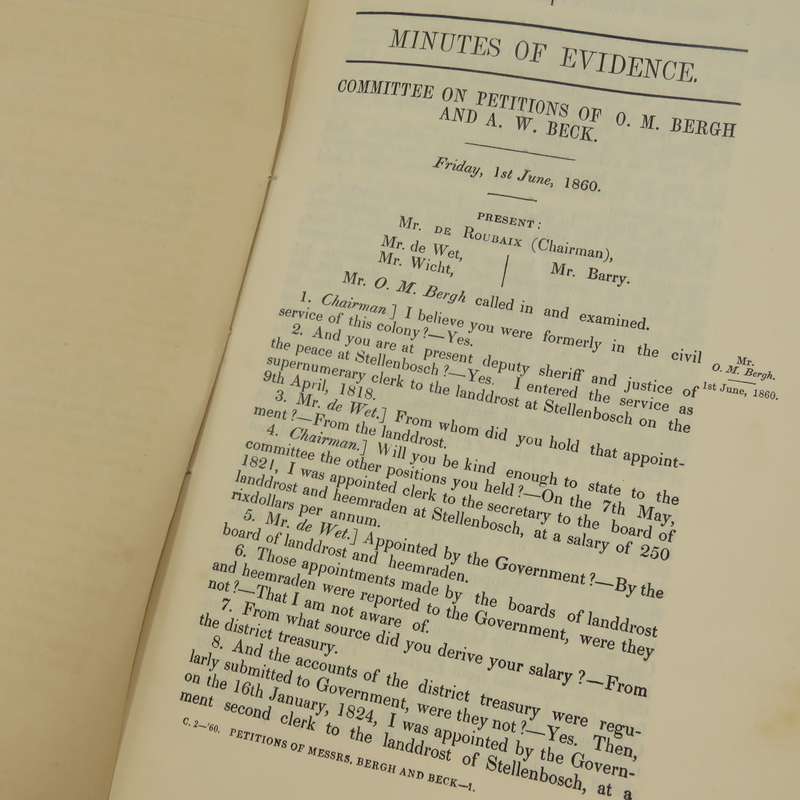 MINUTES OF EVIDENCE.
COMMITTEE ON PETITIONS OF O. M. BERGH
AND A. W. BECK.
Friday, 1st June, 1860.
PRESENT:
Mr. DE ROUBAIX (Chairman),
Mr. de Wet,
Mr. Wicht,
Mr. Barry.
Mr. O. M. Bergh called in and examined.
1. Chairman] I believe you were formerly in the civil
service of this colony?—Yes.
2. And you are at present deputy sheriff and justice of
the peace at Stellenbosch?—Yes. I entered the service as
supernumerary clerk to the landdrost at Stellenbosch on the
9th April, 1818.
3. Mr. de Wet.] From whom did you hold that appoint-
ment?—From the landdrost.
4. Chairman.] Will you be kind enough to state to the
committee the other positions you held?—On the 7th May,
1821, I was appointed clerk to the secretary to the board of
landdrost and heemraden at Stellenbosch, at a salary of 250
rixdollars per annum.
5. Mr. de Wet.] Appointed by the Government?—By the
board of landdrost and heemraden.
6. Those appointments made by the boards of landdrost
and heemraden were reported to the Government, were they
not?—That I am not aware of.
7. From what source did you derive your salary?—From
the district treasury.
8. And the accounts of the district treasury were regu-
larly submitted to Government, were they not?—Yes. Then,
on the 16th January, 1824, I was appointed by the Govern-
ment second clerk to the landdrost of Stellenbosch, at a
C. 2—'60. PETITIONS OF MESSRS. BERGH AND BECK—1.
Mr.
O. M. Bergh.
1st June, 1860.